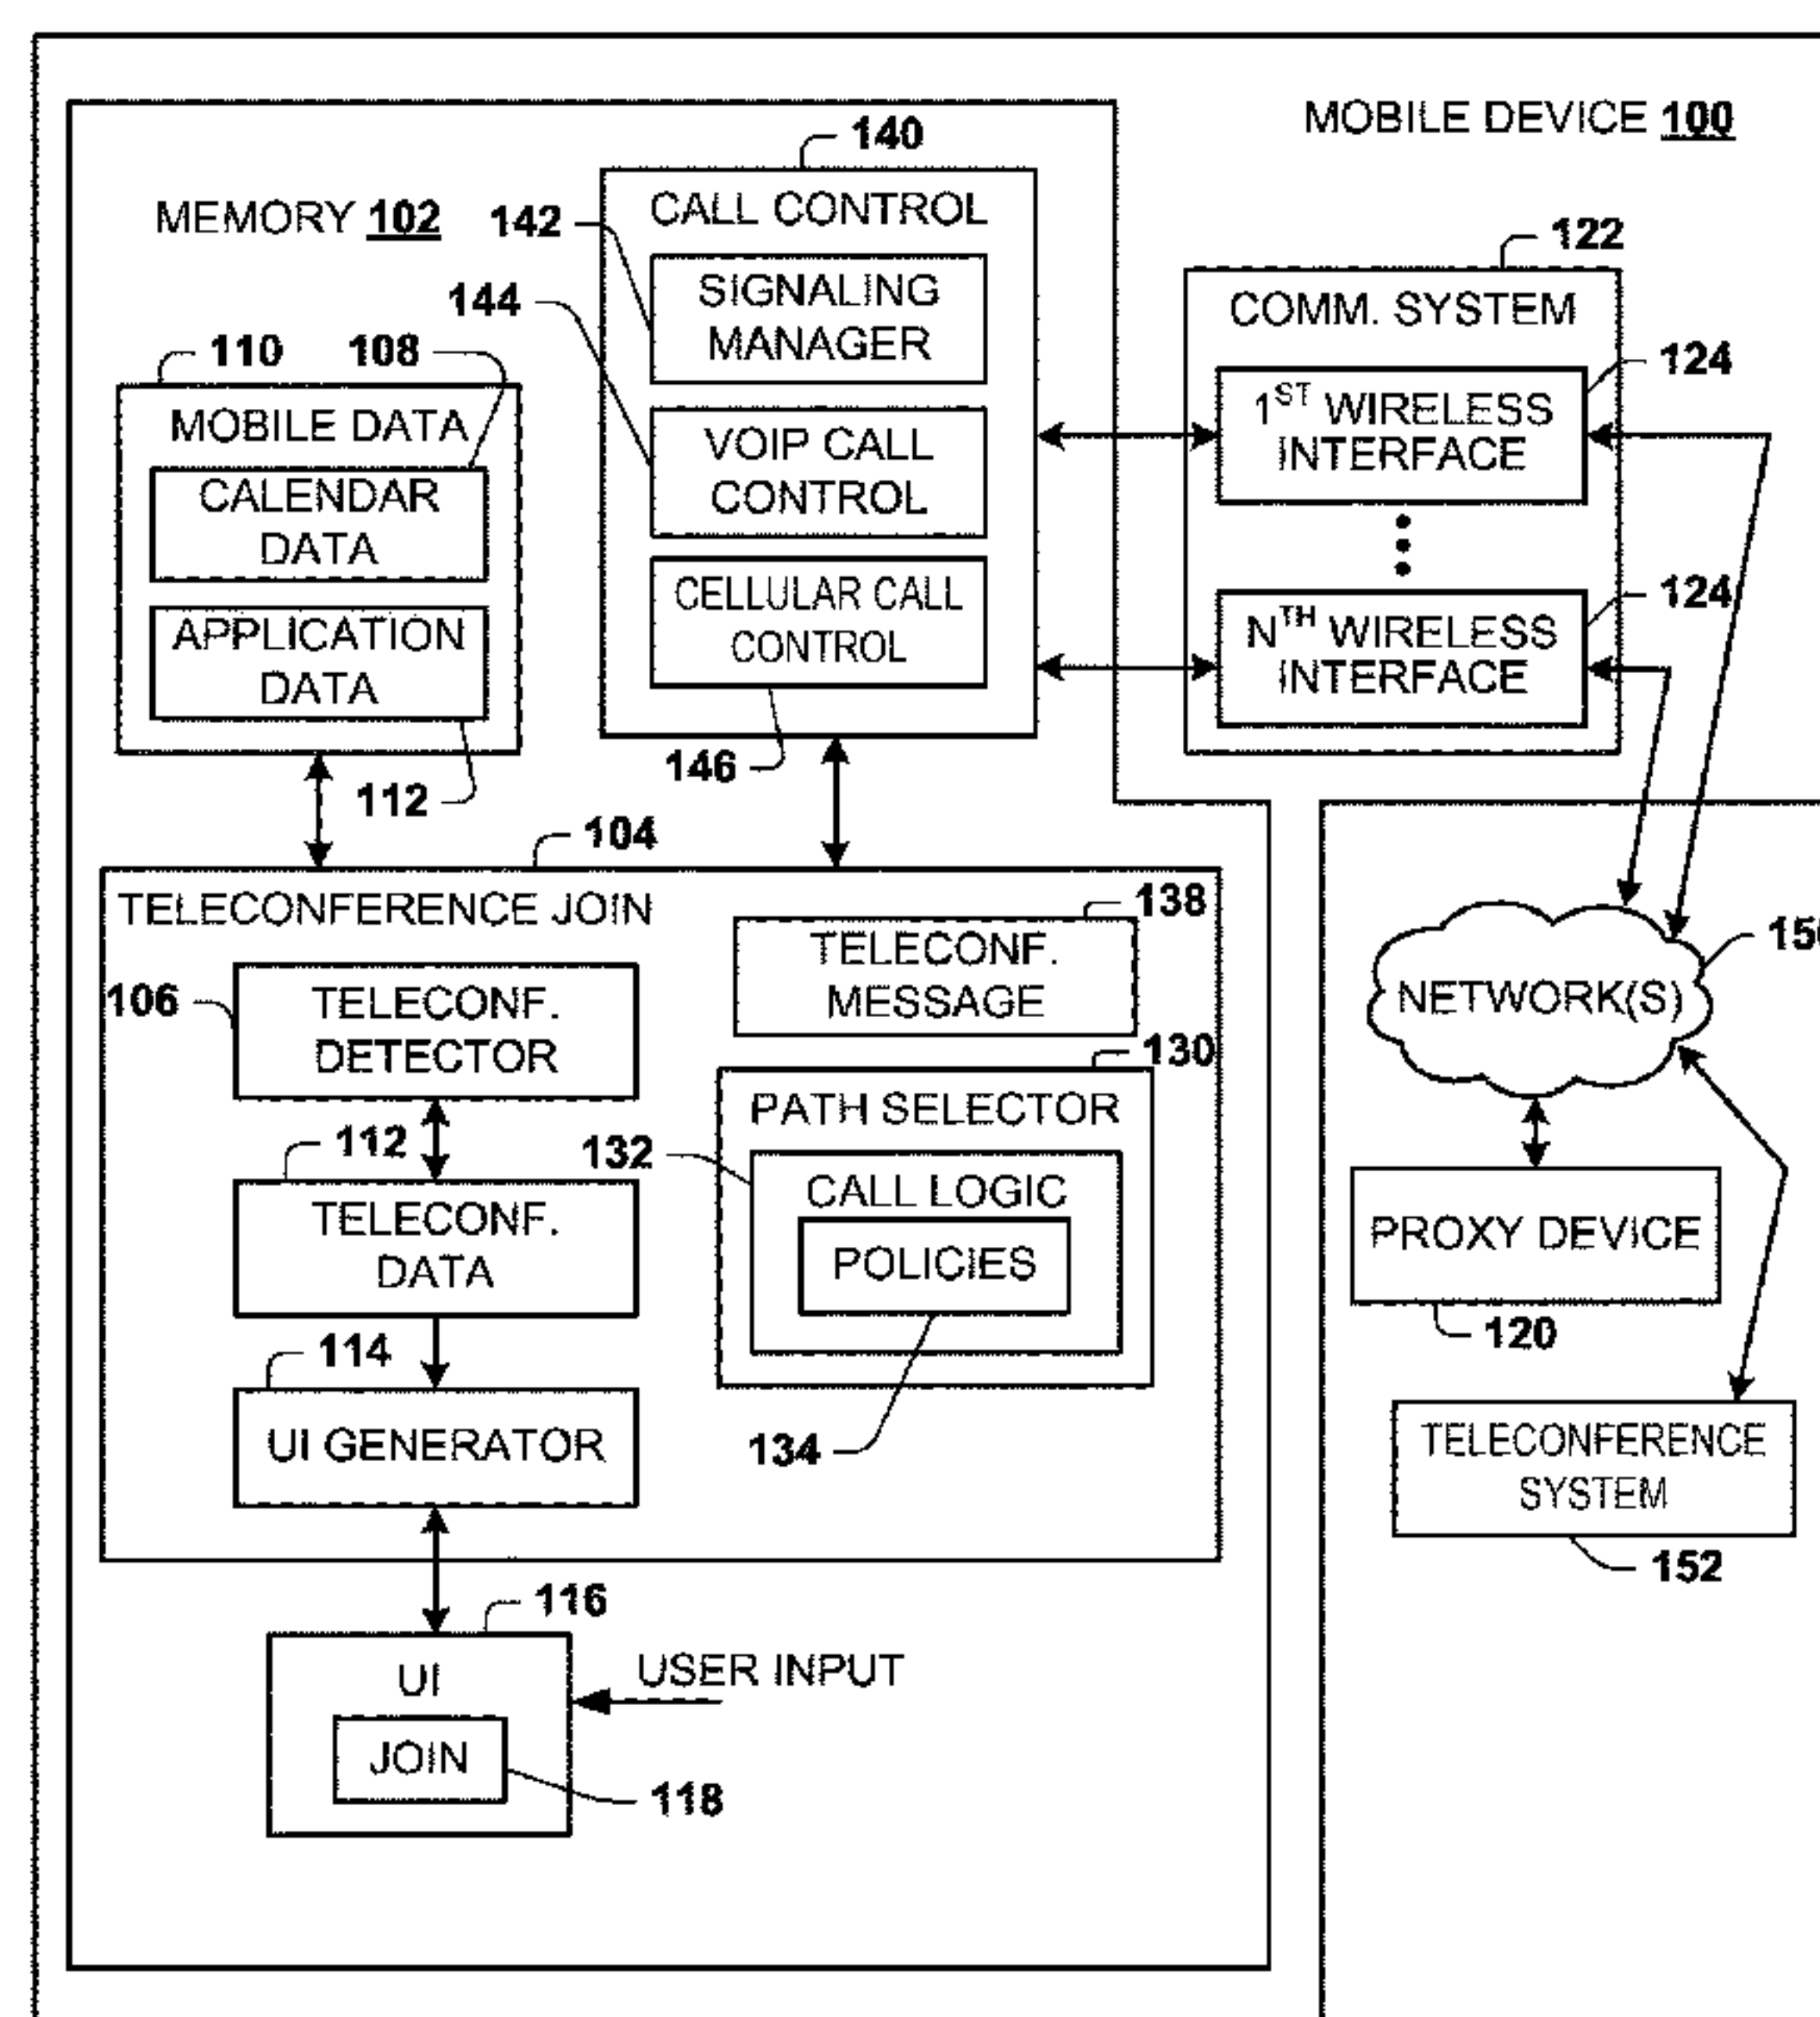 MOBILE DEVICE 100
MEMORY 102
140
CALL CONTROL
142
SIGNALING
MANAGER
144
VOIP CALL
CONTROL
CELLULAR CALL
CONTROL
146
110
108
MOBILE DATA
CALENDAR
DATA
APPLICATION
DATA
112
122
COMM. SYSTEM
124
1ST WIRELESS
INTERFACE
124
NTH WIRELESS
INTERFACE
104
TELECONFERENCE JOIN
106
TELECONF.
DETECTOR
112
TELECONF.
DATA
114
UI GENERATOR
138
TELECONF.
MESSAGE
130
PATH SELECTOR
132
CALL LOGIC
POLICIES
134
116
UI
JOIN
118
USER INPUT
NETWORK(S)
PROXY DEVICE
120
TELECONFERENCE
SYSTEM
152